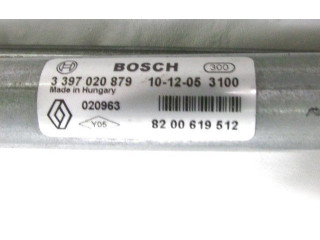 BOSCH 300
3 397 020 879 10-12-05 3100
Made in Hungary
020963
Y05 82 00 619 512